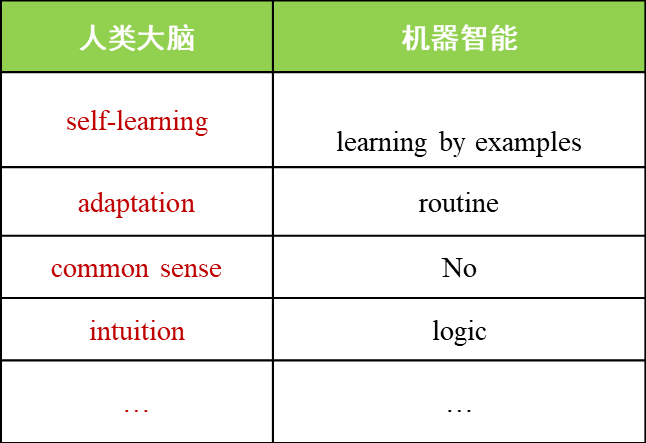 人类大脑 机器智能
self-learning learning by examples
adaptation routine
common sense No
intuition logic
… …